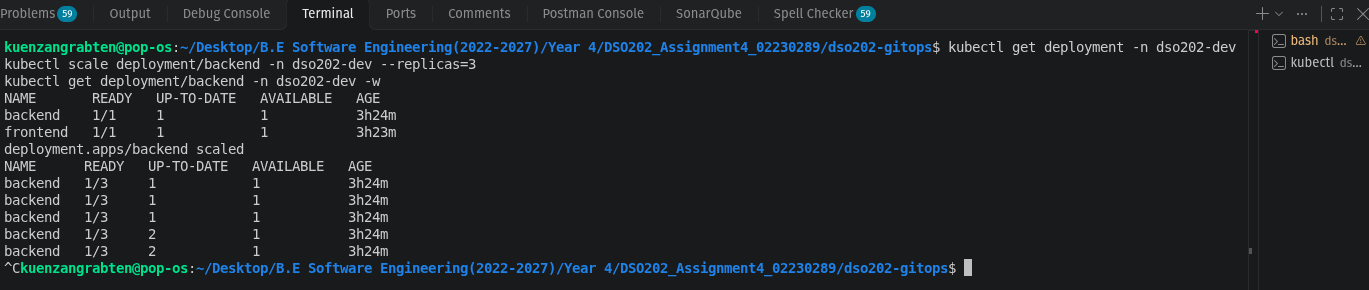 Problems 59 Output Debug Console Terminal Ports Comments Postman Console SonarQube Spell Checker 59
kuenzangrabten@pop-os:~/Desktop/B.E Software Engineering(2022-2027)/Year 4/DSO202_Assignment4_02230289/dso202-gitops$ kubectl get deployment -n dso202-dev
kubectl scale deployment/backend -n dso202-dev --replicas=3
kubectl get deployment/backend -n dso202-dev -w
NAME READY UP-TO-DATE AVAILABLE AGE
backend 1/1 1 1 3h24m
frontend 1/1 1 1 3h23m
deployment.apps/backend scaled
NAME READY UP-TO-DATE AVAILABLE AGE
backend 1/3 1 1 3h24m
backend 1/3 1 1 3h24m
backend 1/3 1 1 3h24m
backend 1/3 2 1 3h24m
backend 1/3 2 1 3h24m
^Ckuenzangrabten@pop-os:~/Desktop/B.E Software Engineering(2022-2027)/Year 4/DSO202_Assignment4_02230289/dso202-gitops$
bash ds...
kubectl ds...